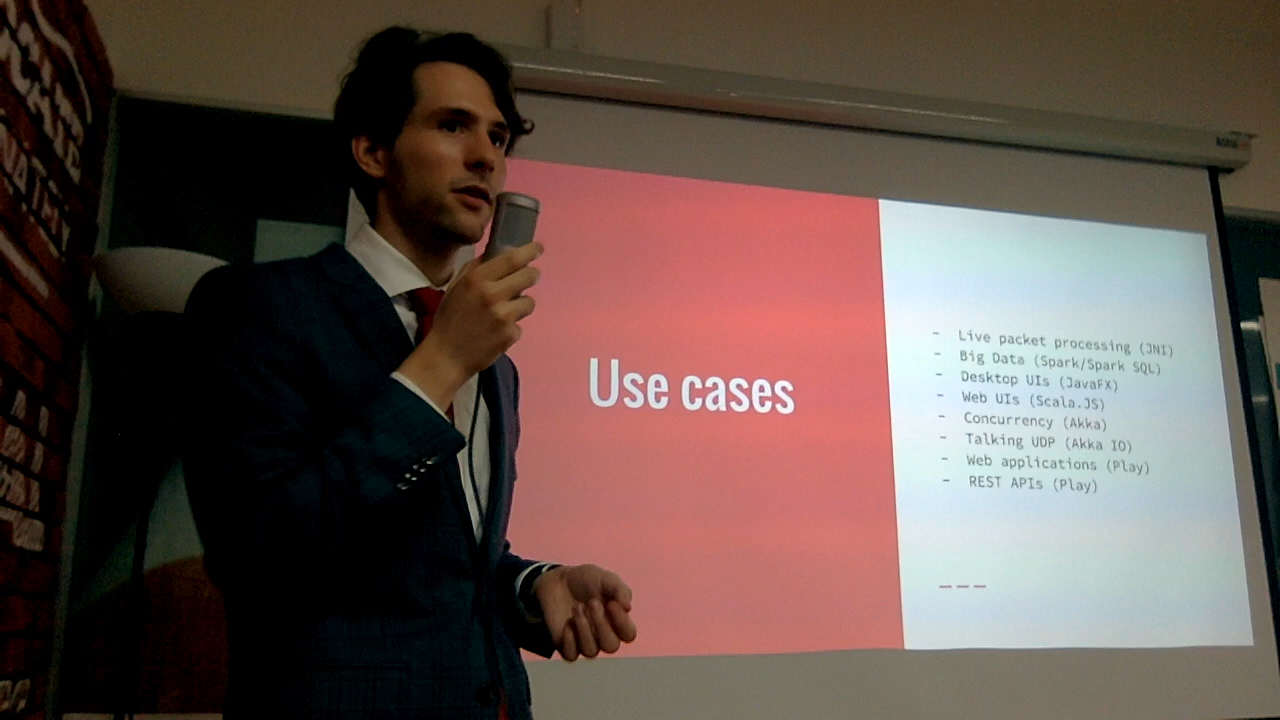 Use cases
- Live packet processing (JNI)
- Big Data (Spark/Spark SQL)
- Desktop UIs (JavaFX)
- Web UIs (Scala.JS)
- Concurrency (Akka)
- Talking UDP (Akka IO)
- Web applications (Play)
- REST APIs (Play)